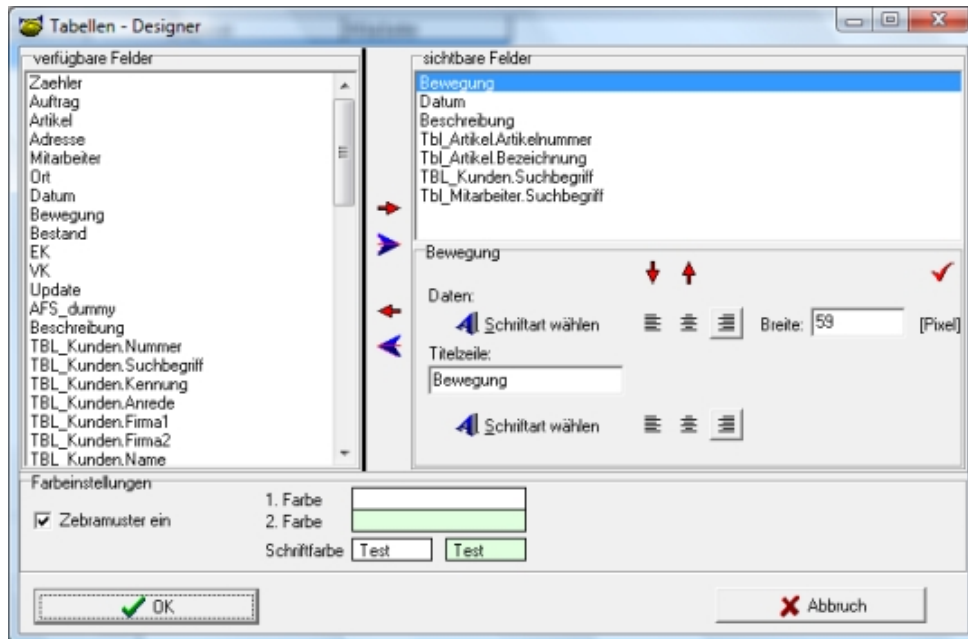 Tabellen - Designer
verfügbare Felder
Zaehler
Auftrag
Artikel
Adresse
Mitarbeiter
Ort
Datum
Bewegung
Bestand
EK
VK
Update
AFS_dummy
Beschreibung
TBL_Kunden.Nummer
TBL_Kunden.Suchbegriff
TBL_Kunden.Kennung
TBL_Kunden.Anrede
TBL_Kunden.Firma1
TBL_Kunden.Firma2
TBL_Kunden.Name
sichtbare Felder
Bewegung
Datum
Beschreibung
Tbl_Artikel.Artikelnummer
Tbl_Artikel.Bezeichnung
TBL_Kunden.Suchbegriff
Tbl_Mitarbeiter.Suchbegriff
Bewegung
Daten:
Schriftart wählen Breite: 59 [Pixel]
Titelzeile:
Bewegung
Schriftart wählen
Farbeinstellungen
Zebramuster ein
1. Farbe
2. Farbe
Schriftfarbe Test Test
OK Abbruch